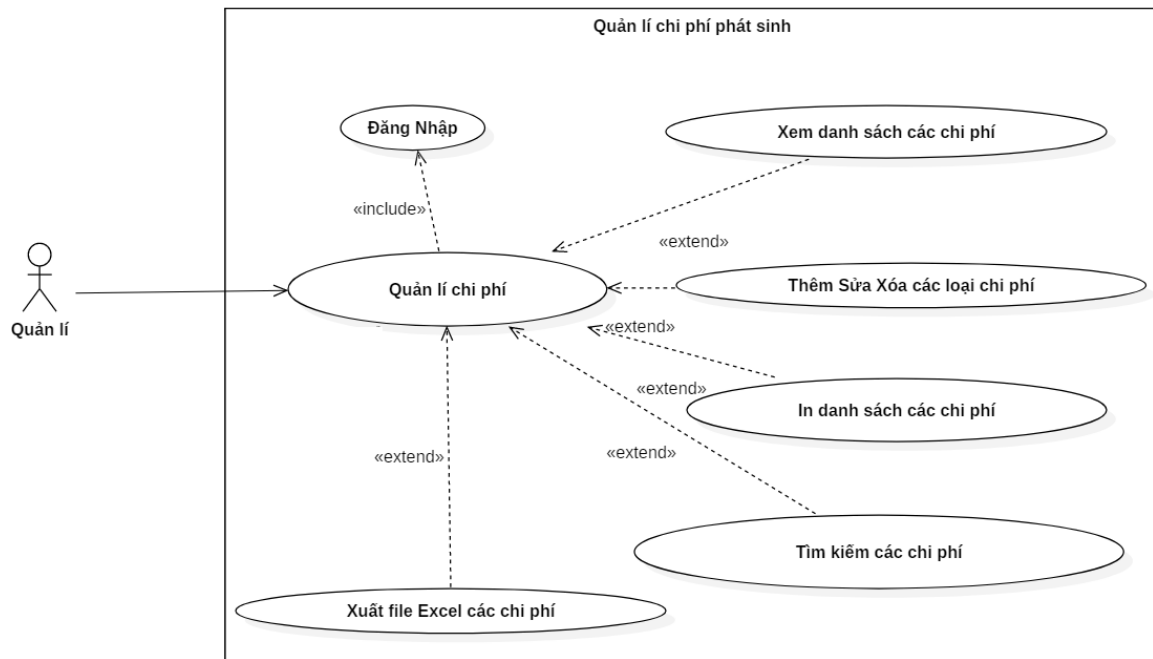 Quản lí chi phí phát sinh
Đăng Nhập
Xem danh sách các chi phí
«include»
«extend»
Quản lí chi phí
Thêm Sửa Xóa các loại chi phí
Quản lí
«extend»
«extend»
In danh sách các chi phí
«extend»
«extend»
Tìm kiếm các chi phí
Xuất file Excel các chi phí